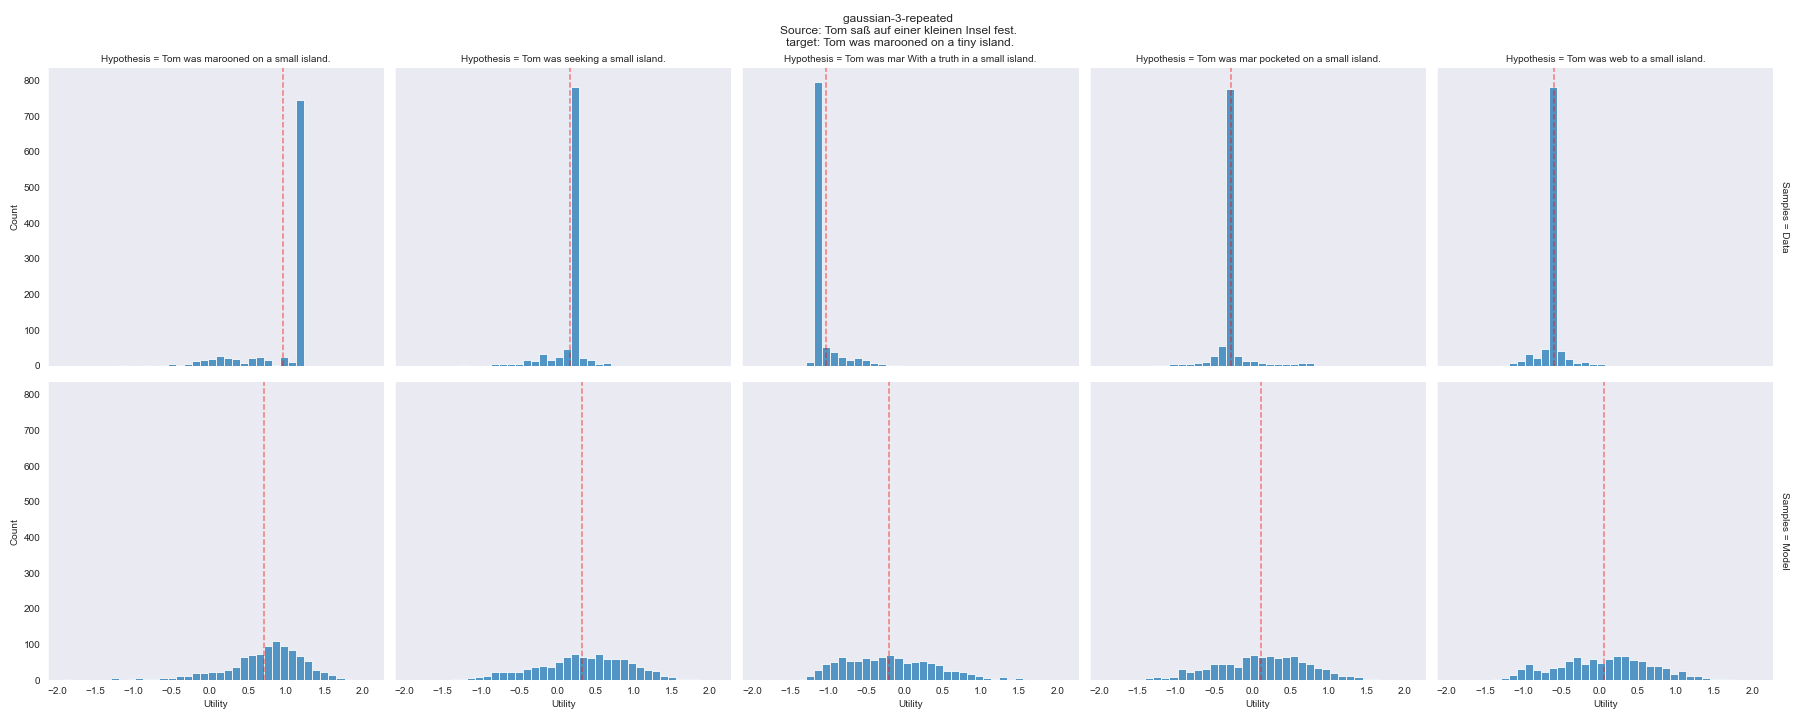 gaussian-3-repeated
Source: Tom saß auf einer kleinen Insel fest.
target: Tom was marooned on a tiny island.
Hypothesis = Tom was marooned on a small island.
Hypothesis = Tom was seeking a small island.
Hypothesis = Tom was mar With a truth in a small island.
Hypothesis = Tom was mar pocketed on a small island.
Hypothesis = Tom was web to a small island.
800
700
600
500
400
300
200
100
0
Count
Samples = Data
800
700
600
500
400
300
200
100
0
Count
Samples = Model
−2.0 −1.5 −1.0 −0.5 0.0 0.5 1.0 1.5 2.0
Utility
−2.0 −1.5 −1.0 −0.5 0.0 0.5 1.0 1.5 2.0
Utility
−2.0 −1.5 −1.0 −0.5 0.0 0.5 1.0 1.5 2.0
Utility
−2.0 −1.5 −1.0 −0.5 0.0 0.5 1.0 1.5 2.0
Utility
−2.0 −1.5 −1.0 −0.5 0.0 0.5 1.0 1.5 2.0
Utility